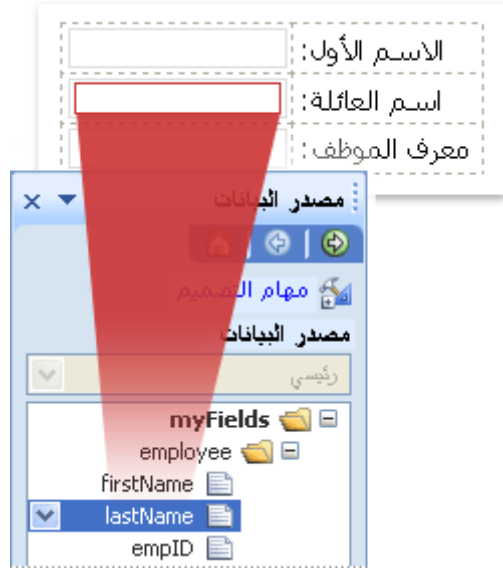 الاسم الأول:
اسم العائلة:
معرف الموظف:
مصدر البيانات
مهام التصميم
مصدر البيانات
رئيسي
myFields
employee
firstName
lastName
empID